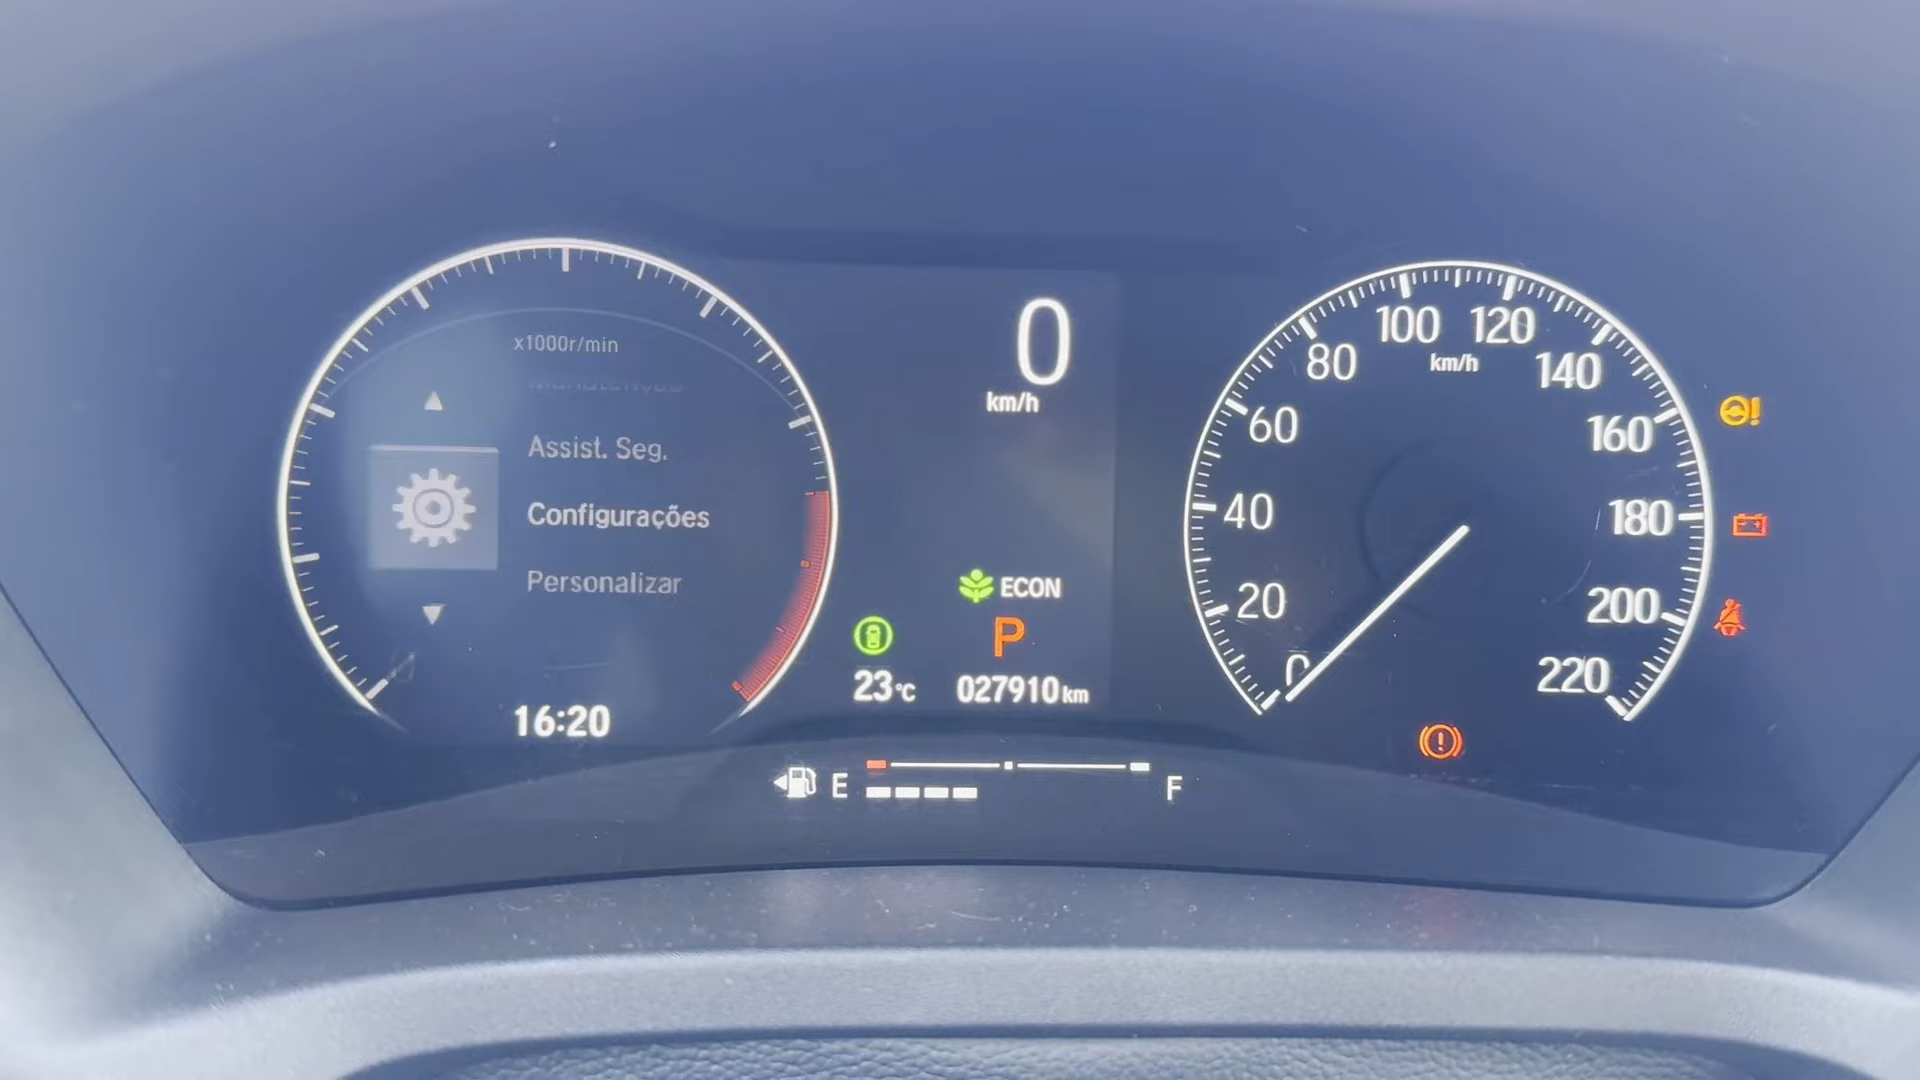 x1000r/min
Assist. Seg.
Configurações
Personalizar
16:20
0
km/h
ECON
P
23°C
027910 km
E
F
0
20
40
60
80
100
120
140
160
180
200
220
km/h